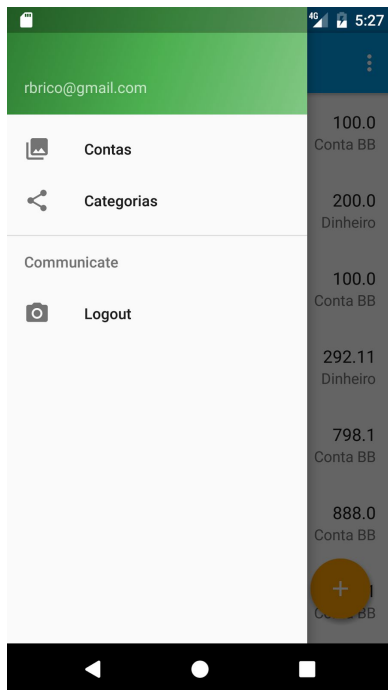 4G 5:27
rbrico@gmail.com
Contas
Categorias
Communicate
Logout
100.0
Conta BB
200.0
Dinheiro
100.0
Conta BB
292.11
Dinheiro
798.1
Conta BB
888.0
Conta BB
BB